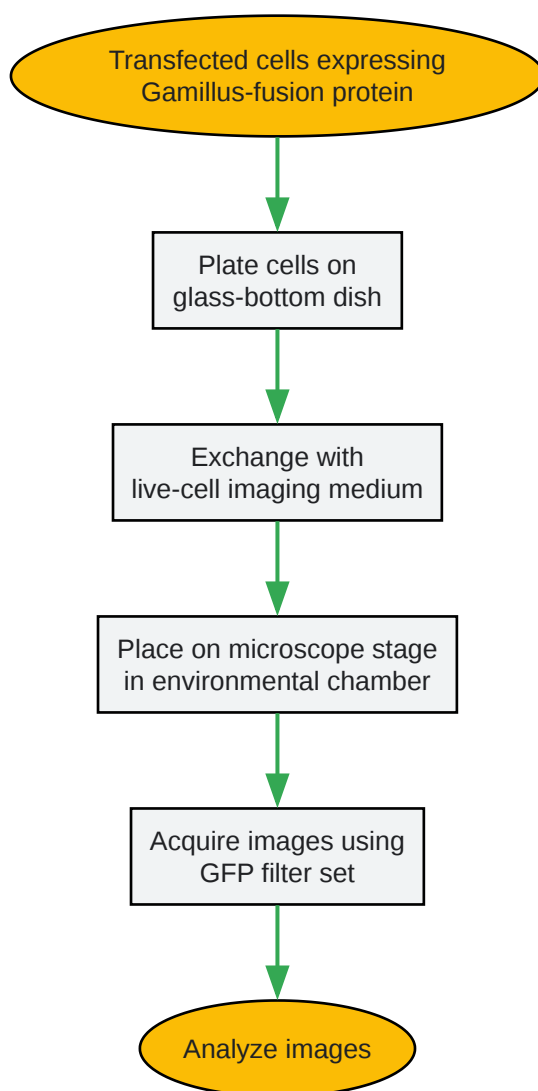 Transfected cells expressing
Gamillus-fusion protein
Plate cells on
glass-bottom dish
Exchange with
live-cell imaging medium
Place on microscope stage
in environmental chamber
Acquire images using
GFP filter set
Analyze images